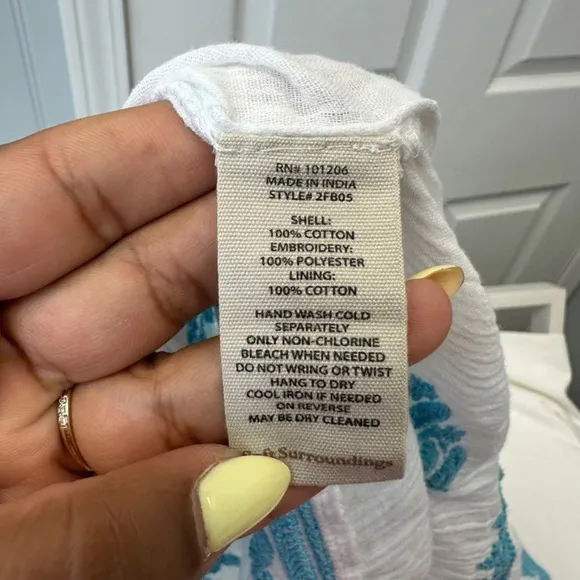 RN# 101206
MADE IN INDIA
STYLE# 2FB05
SHELL:
100% COTTON
EMBROIDERY:
100% POLYESTER
LINING:
100% COTTON
HAND WASH COLD
SEPARATELY
ONLY NON-CHLORINE
BLEACH WHEN NEEDED
DO NOT WRING OR TWIST
HANG TO DRY
COOL IRON IF NEEDED
ON REVERSE
MAY BE DRY CLEANED
Soft Surroundings